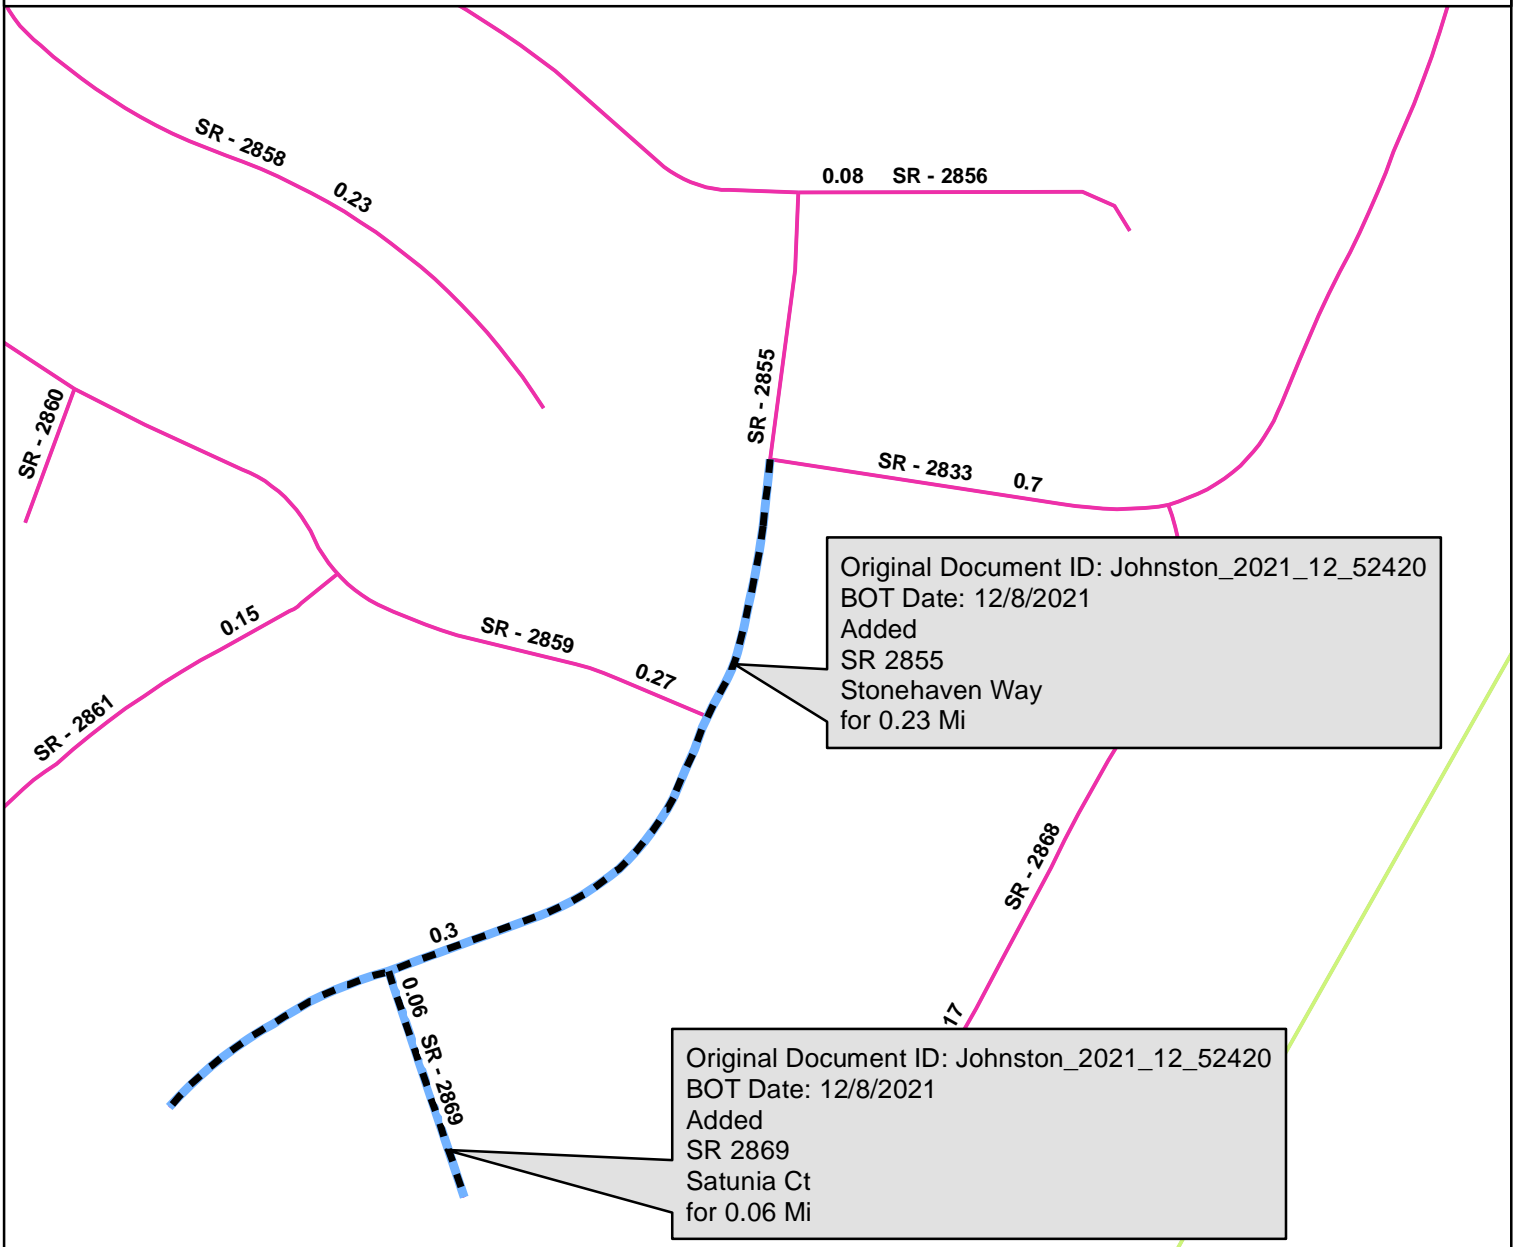 SR - 2858
0.23
0.08 SR - 2856
SR - 2855
SR - 2860
SR - 2833 0.7
Original Document ID: Johnston_2021_12_52420
BOT Date: 12/8/2021
Added
SR 2855
Stonehaven Way
for 0.23 Mi
0.15
SR - 2859
0.27
SR - 2861
SR - 2868
0.3
0.06 SR - 2869
17
Original Document ID: Johnston_2021_12_52420
BOT Date: 12/8/2021
Added
SR 2869
Satunia Ct
for 0.06 Mi